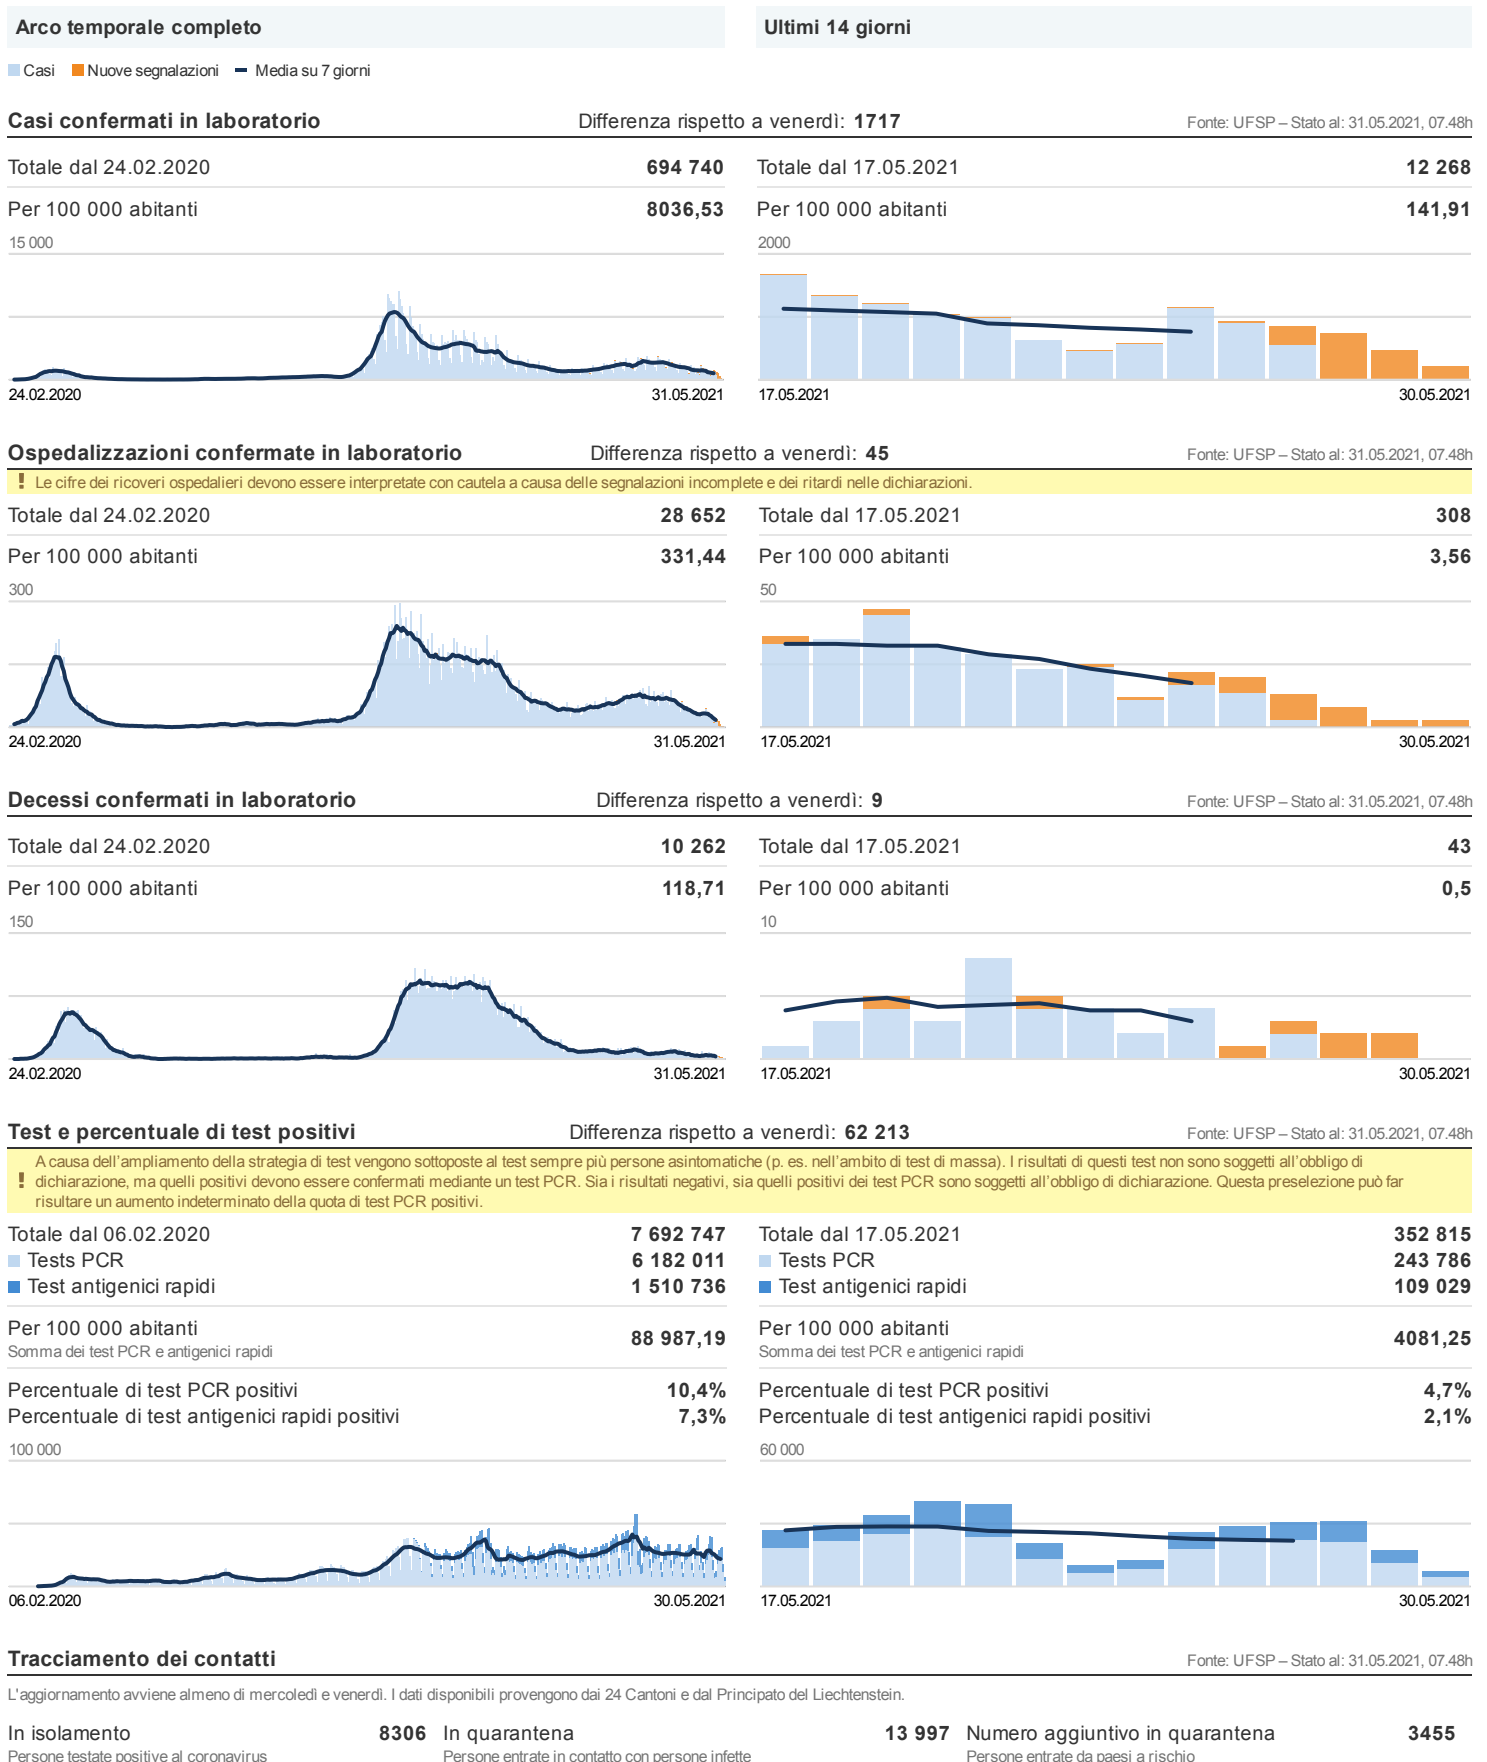 Arco temporale completo
Ultimi 14 giorni
Casi Nuove segnalazioni Media su 7 giorni
Casi confermati in laboratorio Differenza rispetto a venerdì: 1717 Fonte: UFSP – Stato al: 31.05.2021, 07.48h
Totale dal 24.02.2020 694 740
Per 100 000 abitanti 8036,53
15 000
24.02.2020 31.05.2021
Totale dal 17.05.2021 12 268
Per 100 000 abitanti 141,91
2000
17.05.2021 30.05.2021
Ospedalizzazioni confermate in laboratorio Differenza rispetto a venerdì: 45 Fonte: UFSP – Stato al: 31.05.2021, 07.48h
! Le cifre dei ricoveri ospedalieri devono essere interpretate con cautela a causa delle segnalazioni incomplete e dei ritardi nelle dichiarazioni.
Totale dal 24.02.2020 28 652
Per 100 000 abitanti 331,44
300
24.02.2020 31.05.2021
Totale dal 17.05.2021 308
Per 100 000 abitanti 3,56
50
17.05.2021 30.05.2021
Decessi confermati in laboratorio Differenza rispetto a venerdì: 9 Fonte: UFSP – Stato al: 31.05.2021, 07.48h
Totale dal 24.02.2020 10 262
Per 100 000 abitanti 118,71
150
24.02.2020 31.05.2021
Totale dal 17.05.2021 43
Per 100 000 abitanti 0,5
10
17.05.2021 30.05.2021
Test e percentuale di test positivi Differenza rispetto a venerdì: 62 213 Fonte: UFSP – Stato al: 31.05.2021, 07.48h
A causa dell'ampliamento della strategia di test vengono sottoposte al test sempre più persone asintomatiche (p. es. nell'ambito di test di massa). I risultati di questi test non sono soggetti all'obbligo di
! dichiarazione, ma quelli positivi devono essere confermati mediante un test PCR. Sia i risultati negativi, sia quelli positivi dei test PCR sono soggetti all'obbligo di dichiarazione. Questa preselezione può far
risultare un aumento indeterminato della quota di test PCR positivi.
Totale dal 06.02.2020 7 692 747
Tests PCR 6 182 011
Test antigenici rapidi 1 510 736
Per 100 000 abitanti 88 987,19
Somma dei test PCR e antigenici rapidi
Percentuale di test PCR positivi 10,4%
Percentuale di test antigenici rapidi positivi 7,3%
100 000
06.02.2020 30.05.2021
Totale dal 17.05.2021 352 815
Tests PCR 243 786
Test antigenici rapidi 109 029
Per 100 000 abitanti 4081,25
Somma dei test PCR e antigenici rapidi
Percentuale di test PCR positivi 4,7%
Percentuale di test antigenici rapidi positivi 2,1%
60 000
17.05.2021 30.05.2021
Tracciamento dei contatti Fonte: UFSP – Stato al: 31.05.2021, 07.48h
L'aggiornamento avviene almeno di mercoledì e venerdì. I dati disponibili provengono dai 24 Cantoni e dal Principato del Liechtenstein.
In isolamento 8306
Persone testate positive al coronavirus
In quarantena 13 997
Persone entrate in contatto con persone infette
Numero aggiuntivo in quarantena 3455
Persone entrate da paesi a rischio